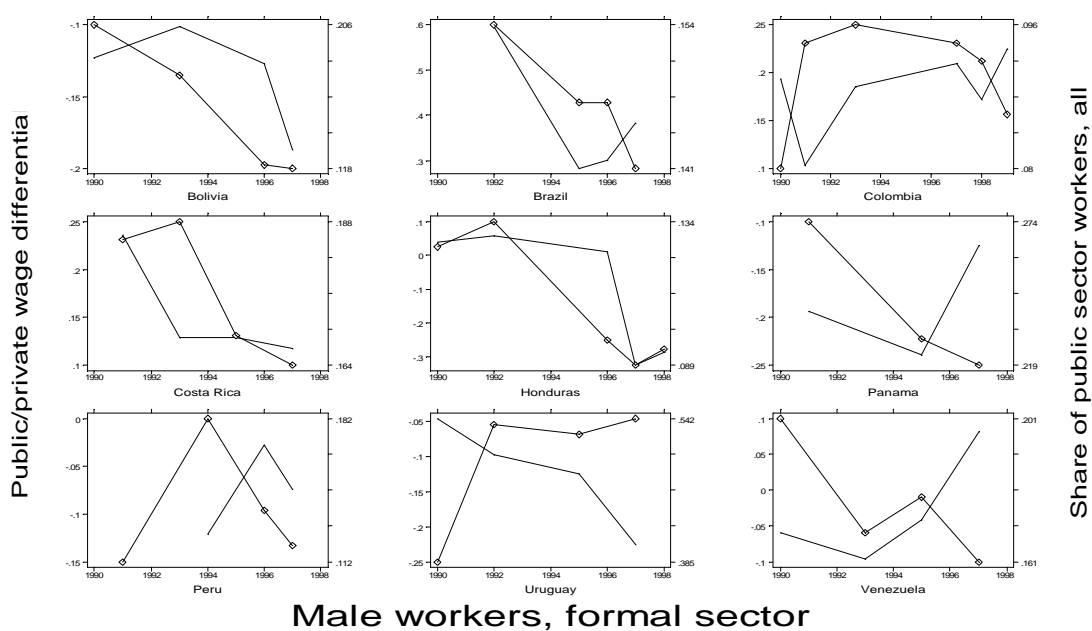 Public/private wage differential
-.1
-.15
-.2
.206
.118
1990 1992 1994 1996 1998
Bolivia
.6
.5
.4
.3
.154
.141
1990 1992 1994 1996 1998
Brazil
.25
.2
.15
.1
.096
.08
1990 1992 1994 1996 1998
Colombia
.25
.2
.15
.1
.188
.164
1990 1992 1994 1996 1998
Costa Rica
.1
0
-.1
-.2
-.3
.134
.089
1990 1992 1994 1996 1998
Honduras
-.1
-.15
-.2
-.25
.274
.219
1990 1992 1994 1996 1998
Panama
0
-.05
-.1
-.15
.182
.112
1990 1992 1994 1996 1998
Peru
-.05
-.1
-.15
-.2
-.25
.542
.385
1990 1992 1994 1996 1998
Uruguay
.1
.05
0
-.05
-.1
.201
.161
1990 1992 1994 1996 1998
Venezuela
Share of public sector workers, all
Male workers, formal sector